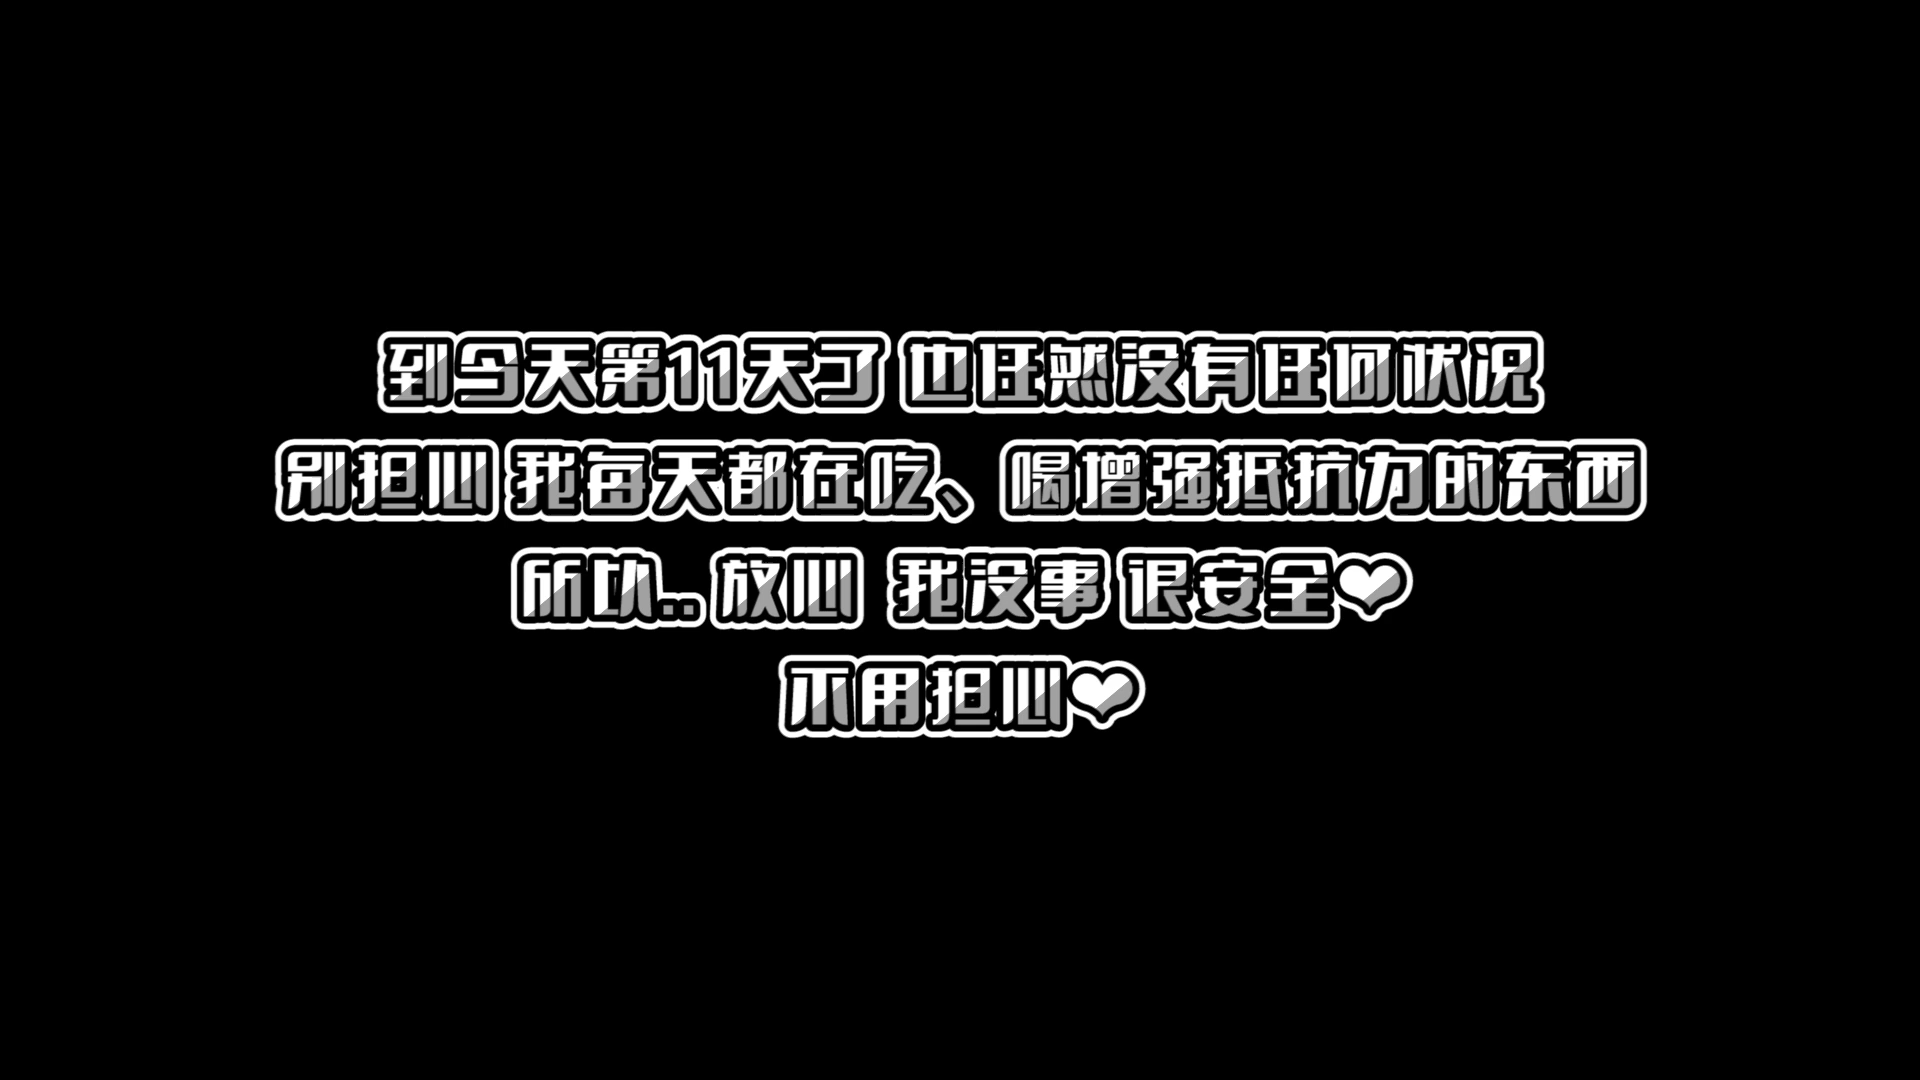 到今天第11天了 也任然没有任何状况
别担心 我每天都在吃、喝增强抵抗力的东西
所以.. 放心 我没事 很安全❤
不用担心❤